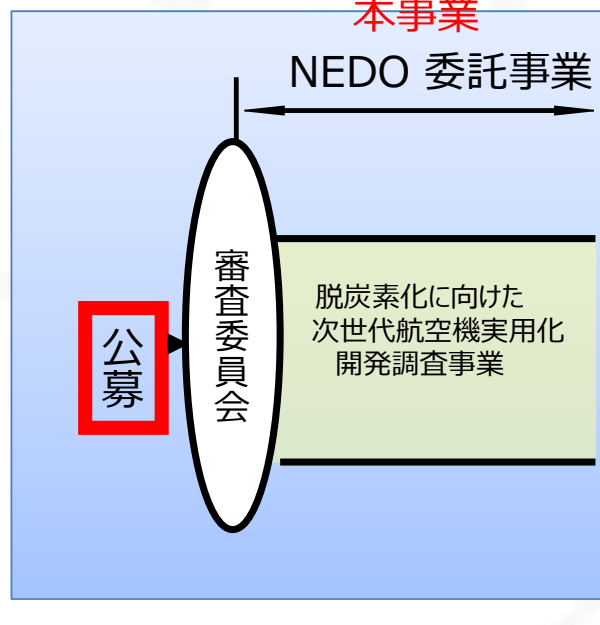 本事業
NEDO 委託事業
公募
審査委員会
脱炭素化に向けた
次世代航空機実用化
開発調査事業